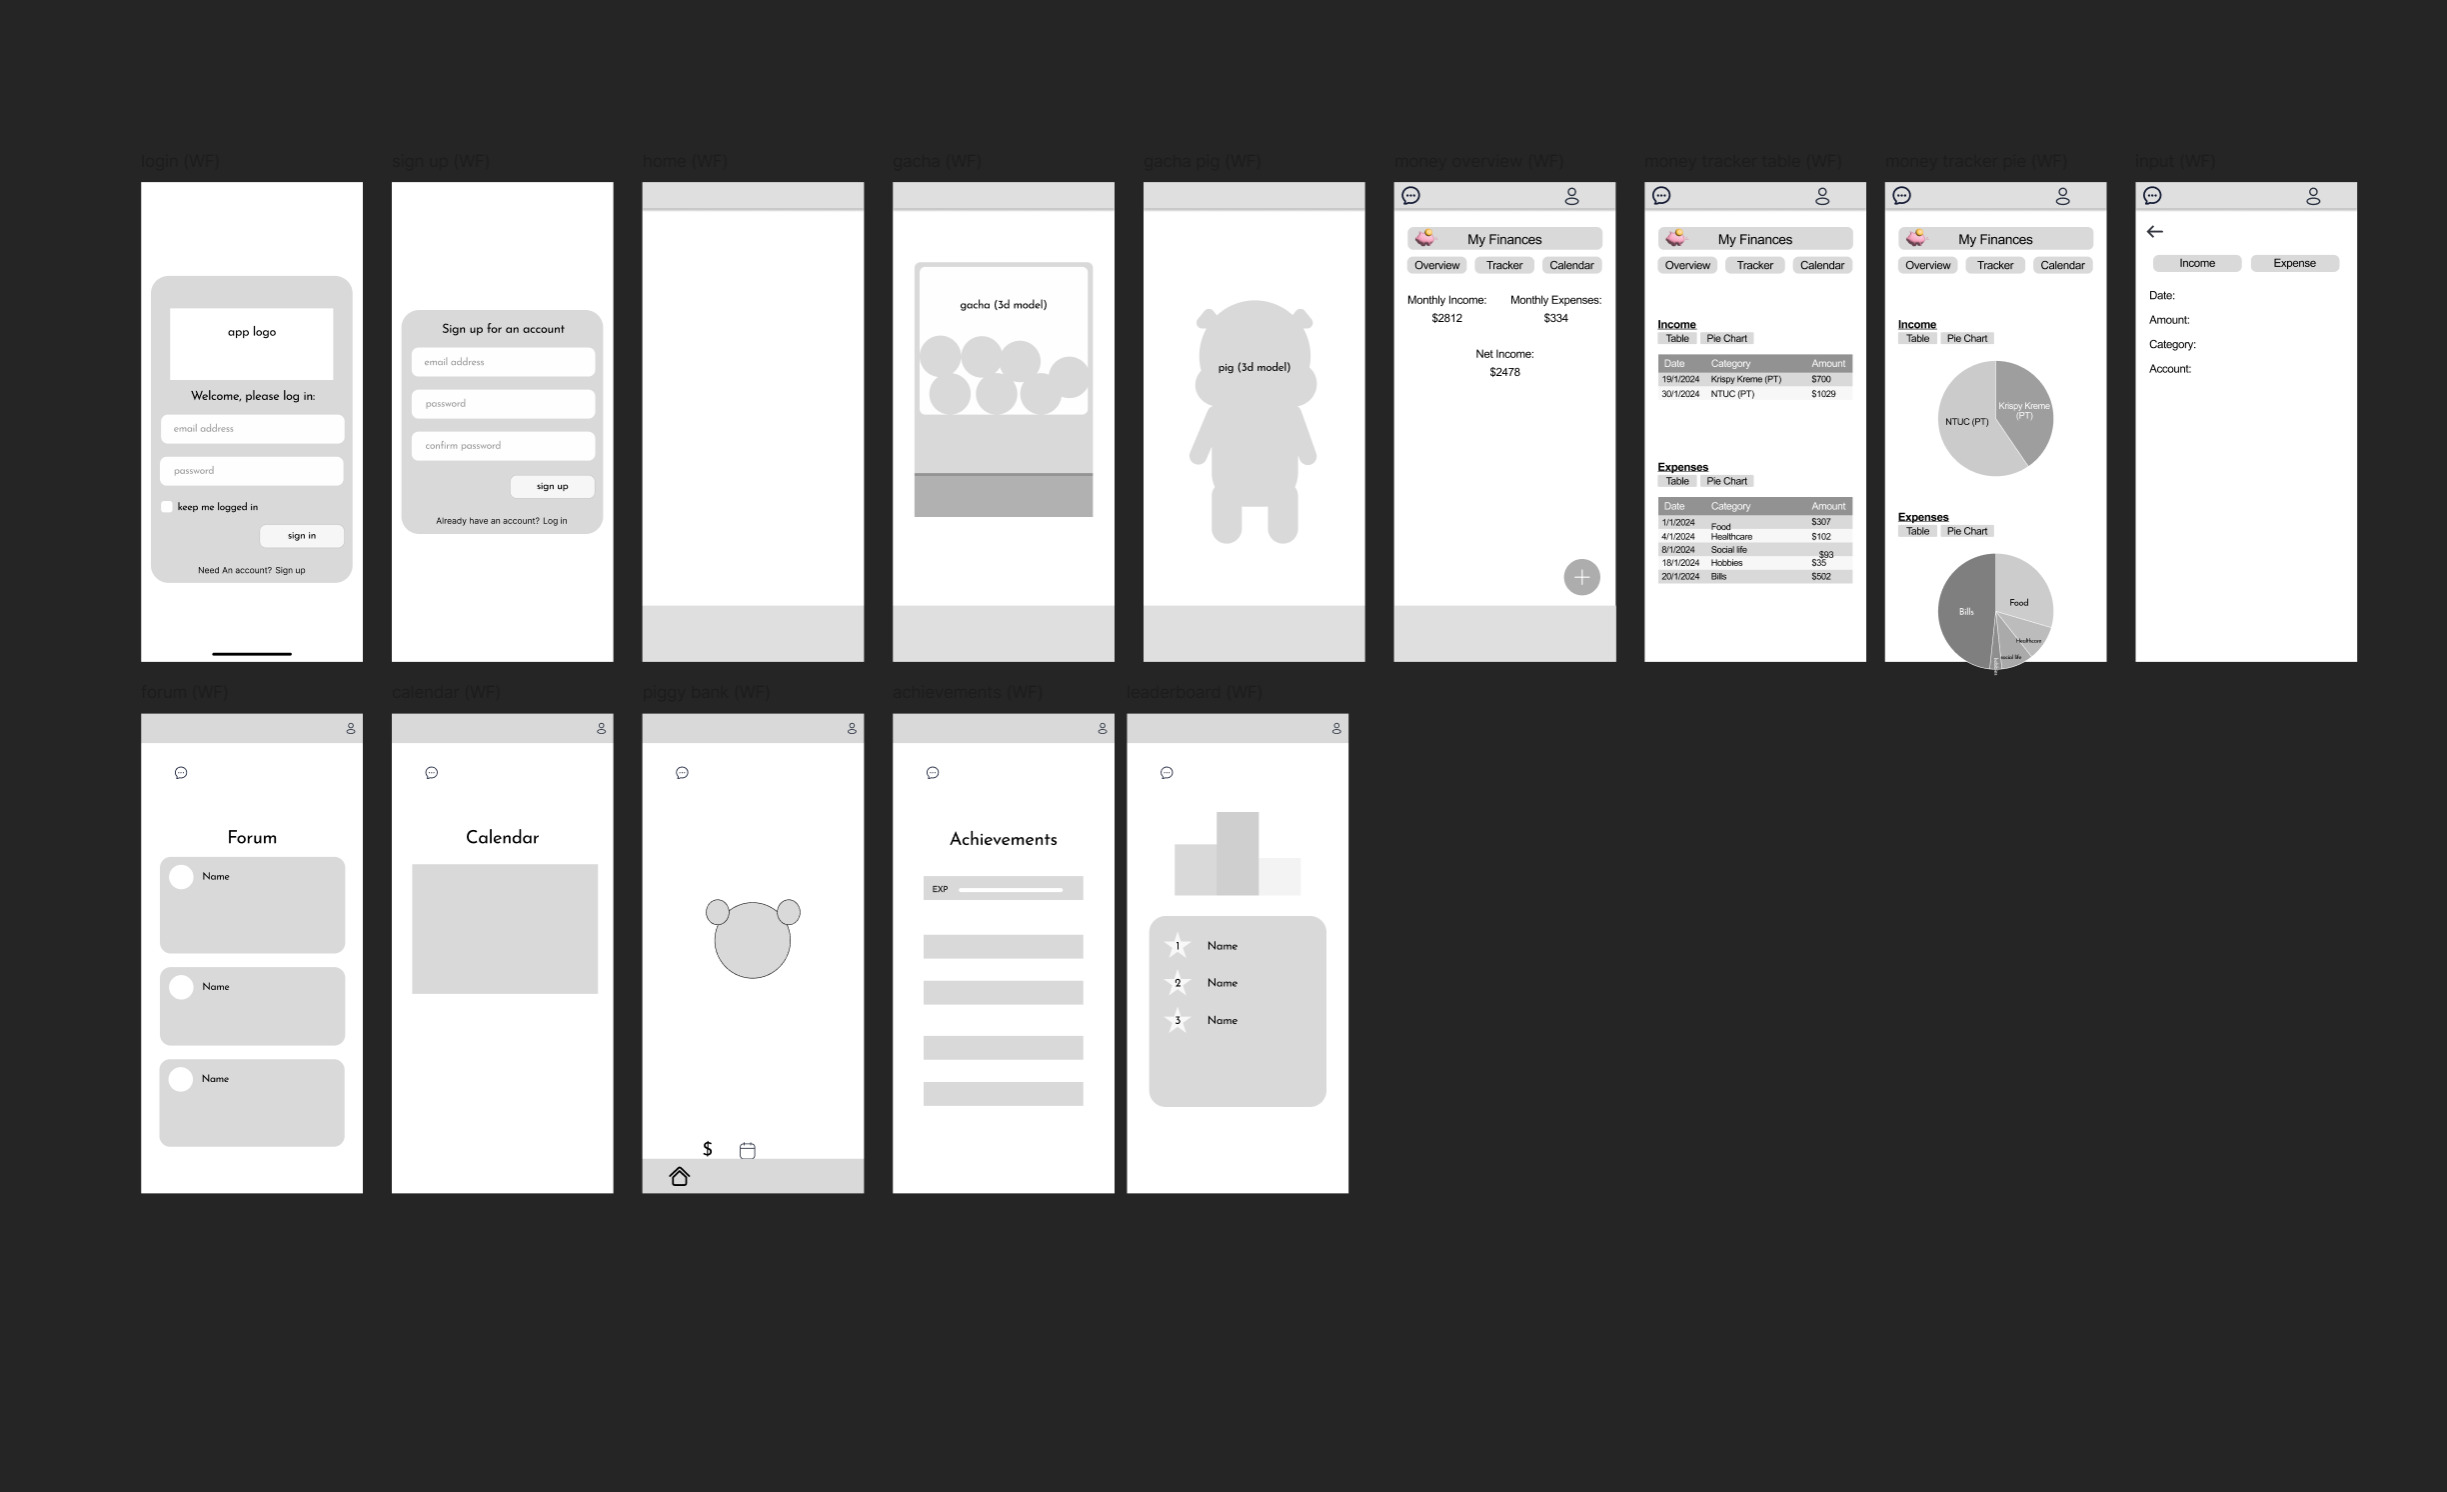 login (WF)
sign up (WF)
home (WF)
gacha (WF)
gacha pig (WF)
money overview (WF)
money tracker table (WF)
money tracker pie (WF)
input (WF)
app logo
Welcome, please log in:
email address
password
keep me logged in
sign in
Need An account? Sign up
Sign up for an account
email address
password
confirm password
sign up
Already have an account? Log in
gacha (3d model)
pig (3d model)
My Finances
Overview Tracker Calendar
Monthly Income: Monthly Expenses:
$2812 $334
Net Income:
$2478
My Finances
Overview Tracker Calendar
Income
Table Pie Chart
Date Category Amount
19/1/2024 Krispy Kreme (PT) $700
30/1/2024 NTUC (PT) $1029
Expenses
Table Pie Chart
Date Category Amount
1/1/2024 Food $307
4/1/2024 Healthcare $102
8/1/2024 Social life $93
18/1/2024 Hobbies $35
20/1/2024 Bills $502
My Finances
Overview Tracker Calendar
Income
Table Pie Chart
Krispy Kreme
(PT)
NTUC (PT)
Expenses
Table Pie Chart
Food
Bills
Healthcare
social life
Income Expense
Date:
Amount:
Category:
Account:
forum (WF)
calendar (WF)
piggy bank (WF)
achievements (WF)
leaderboard (WF)
Forum
Name
Name
Name
Calendar
$
Achievements
EXP
1 Name
2 Name
3 Name